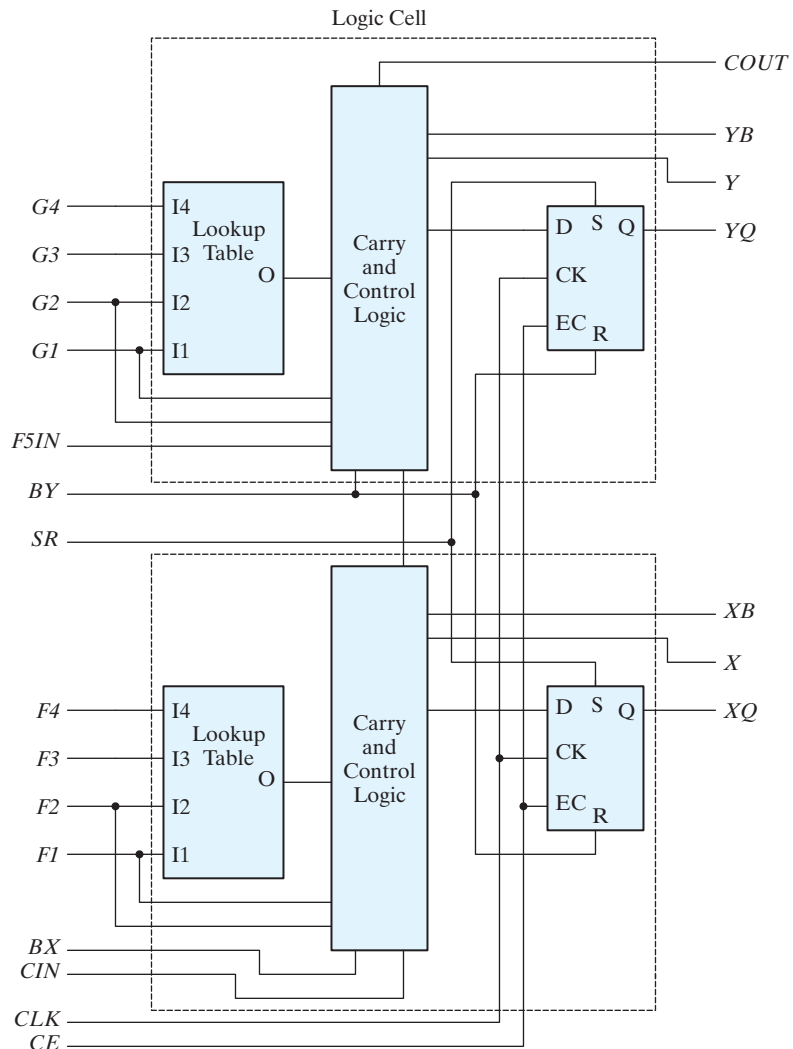 Logic Cell
COUT
YB
Y
YQ
G4
G3
G2
G1
F5IN
BY
SR
I4
I3
I2
I1
Lookup
Table
O
Carry
and
Control
Logic
D
S
Q
CK
EC
R
XB
X
XQ
F4
F3
F2
F1
BX
CIN
CLK
CE
I4
I3
I2
I1
Lookup
Table
O
Carry
and
Control
Logic
D
S
Q
CK
EC
R